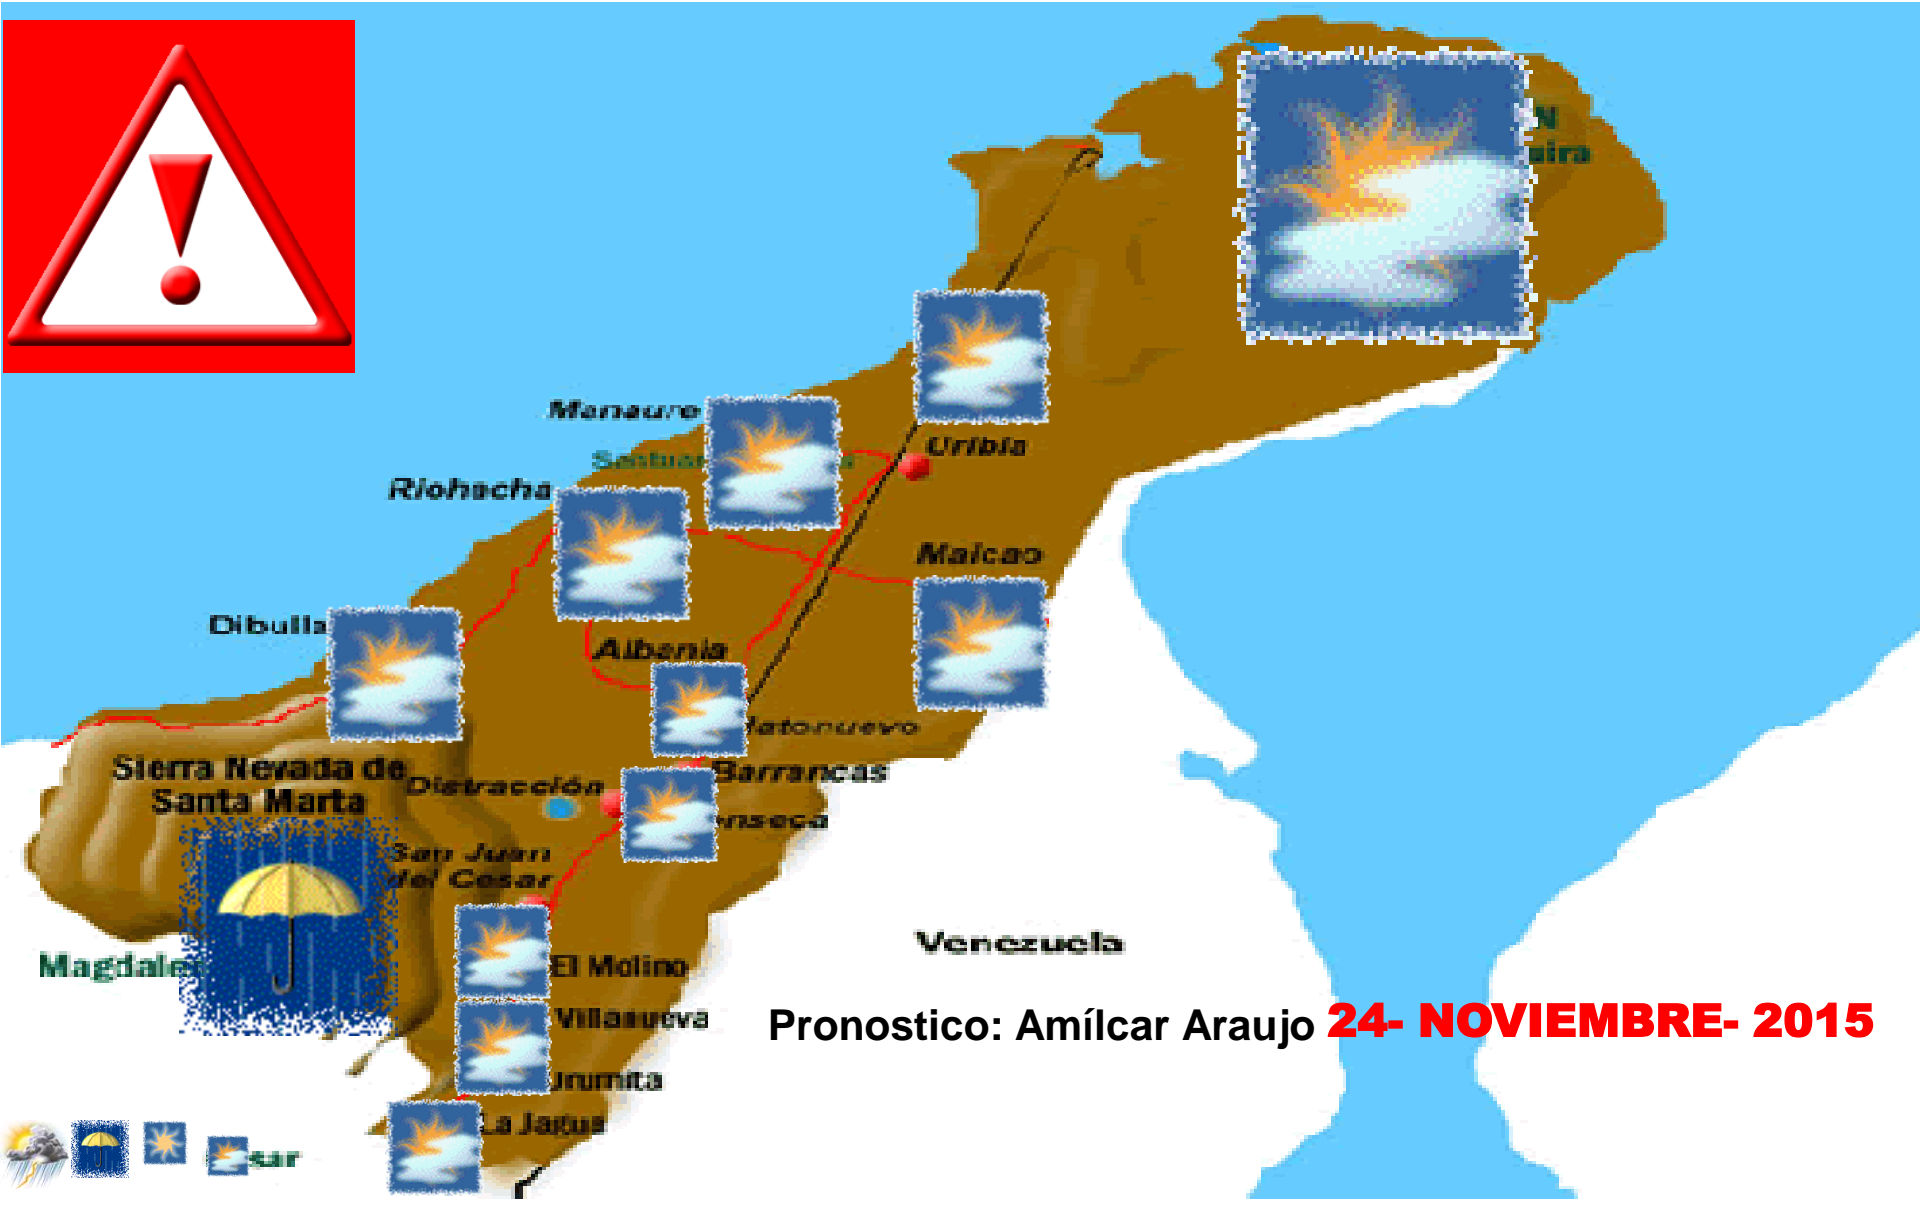 N
Manaure
Uribia
Riohacha
Maicao
Dibulla
Albania
Barrancas
Sierra Nevada de
Santa Marta
Distracción
San Juan
del Cesar
El Molino
Villanueva
La Jagua
Venezuela
Pronostico: Amílcar Araujo 24- NOVIEMBRE- 2015